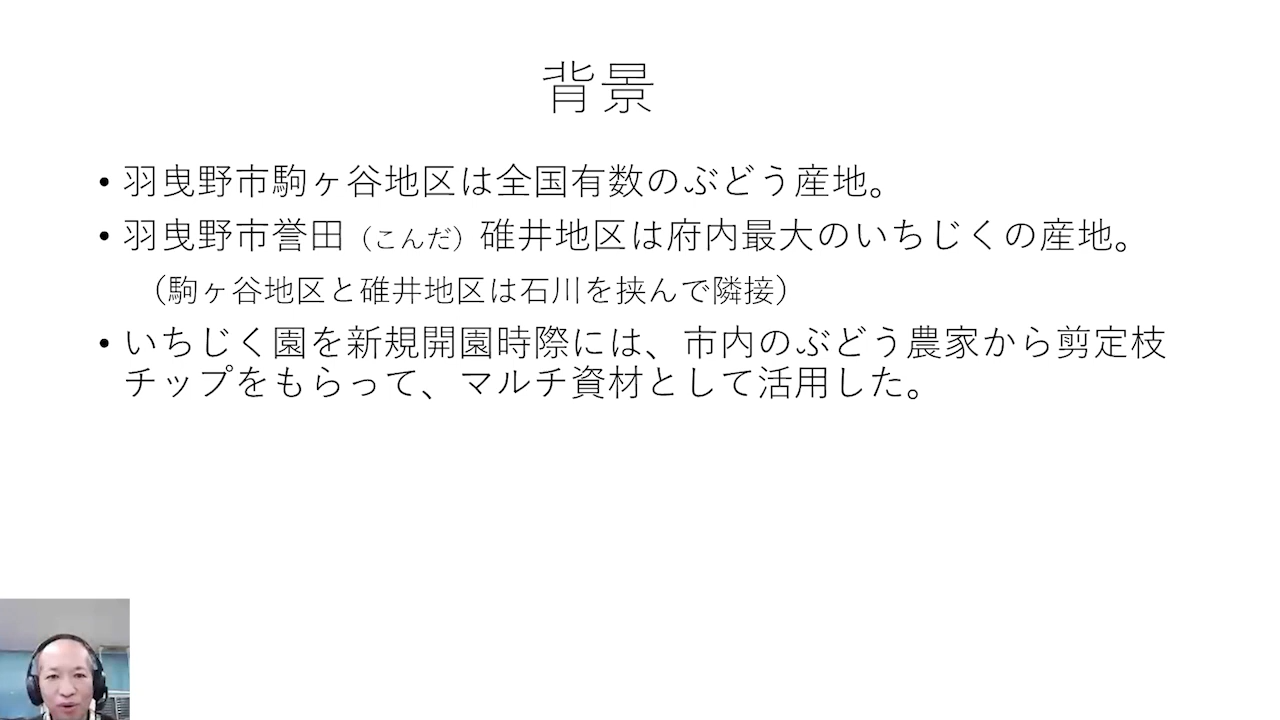 背景
• 羽曳野市駒ヶ谷地区は全国有数のぶどう産地。
• 羽曳野市誉田（こんだ）碓井地区は府内最大のいちじくの産地。
（駒ヶ谷地区と碓井地区は石川を挟んで隣接）
• いちじく園を新規開園時際には、市内のぶどう農家から剪定枝
チップをもらって、マルチ資材として活用した。